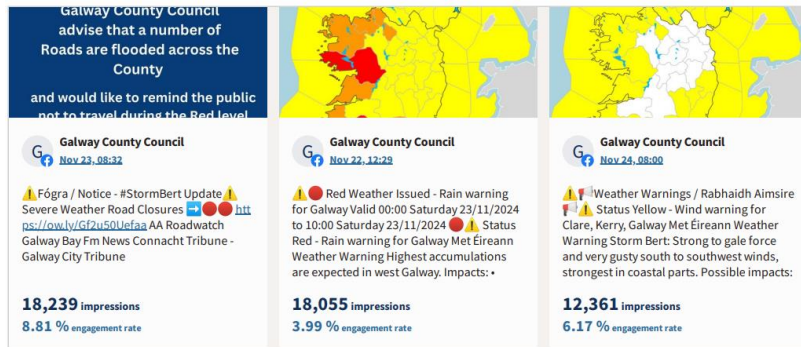 Galway County Council
advise that a number of
Roads are flooded across the
County
and would like to remind the public
not to travel during the Red level
G
Galway County Council
Nov 23, 08:32
⚠️Fógra / Notice - #StormBert Update⚠️
Severe Weather Road Closures ➡️🔴🔴 htt
ps://ow.ly/Gf2u50Uefaa AA Roadwatch
Galway Bay Fm News Connacht Tribune -
Galway City Tribune
18,239 impressions
8.81 % engagement rate
G
Galway County Council
Nov 22, 12:29
⚠️🔴 Red Weather Issued - Rain warning
for Galway Valid 00:00 Saturday 23/11/2024
to 10:00 Saturday 23/11/2024 🔴⚠️ Status
Red - Rain warning for Galway Met Éireann
Weather Warning Highest accumulations
are expected in west Galway. Impacts: •
18,055 impressions
3.99 % engagement rate
G
Galway County Council
Nov 24, 08:00
⚠️📢Weather Warnings / Rabhaidh Aimsire
📢⚠️ Status Yellow - Wind warning for
Clare, Kerry, Galway Met Éireann Weather
Warning Storm Bert: Strong to gale force
and very gusty south to southwest winds,
strongest in coastal parts. Possible impacts:
12,361 impressions
6.17 % engagement rate